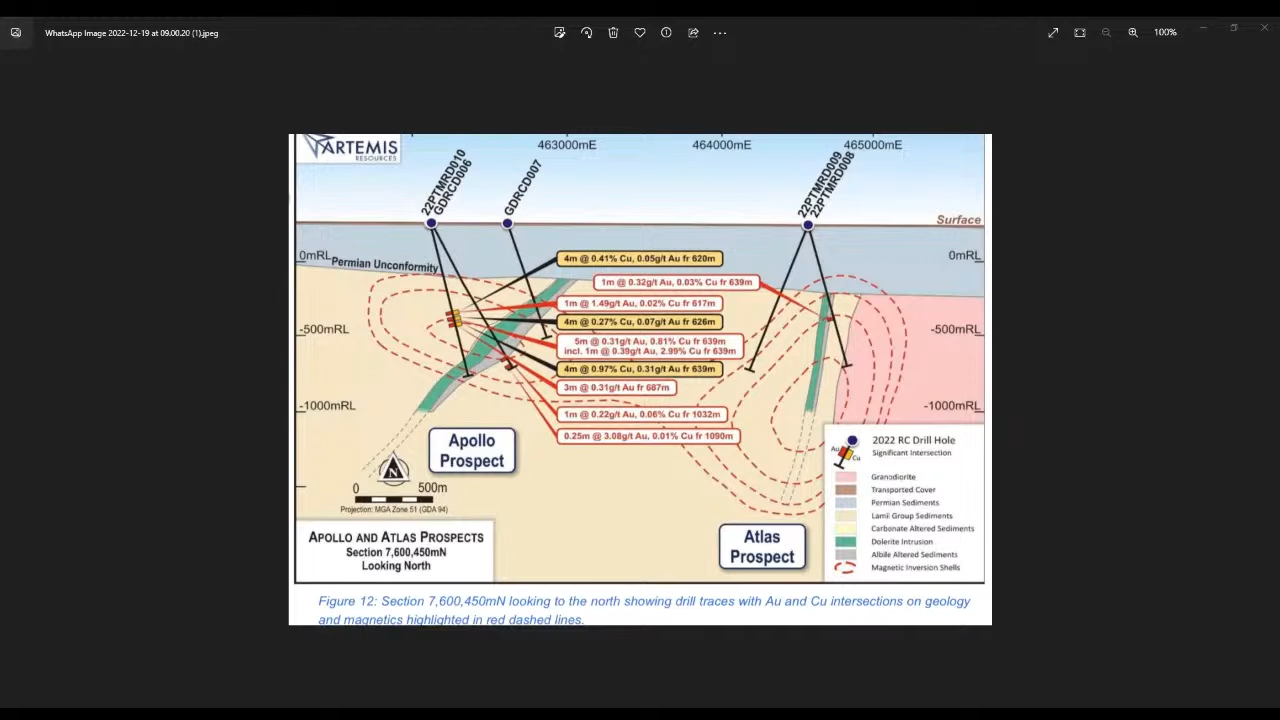 WhatsApp Image 2022-12-19 at 09.00.20 (1).jpeg
100%
ARTEMIS
RESOURCES
463000mE
464000mE
465000mE
22PTMRD010
GDRCD006
GDRCD007
22PTMRD009
22PTMRD008
Surface
0mRL
Permian Unconformity
0mRL
4m @ 0.41% Cu, 0.05g/t Au fr 620m
1m @ 0.32g/t Au, 0.03% Cu fr 639m
1m @ 1.49g/t Au, 0.02% Cu fr 617m
4m @ 0.27% Cu, 0.07g/t Au fr 626m
-500mRL
-500mRL
5m @ 0.31g/t Au, 0.81% Cu fr 639m
incl. 1m @ 0.39g/t Au, 2.99% Cu fr 639m
4m @ 0.97% Cu, 0.31g/t Au fr 639m
3m @ 0.31g/t Au fr 687m
-1000mRL
-1000mRL
1m @ 0.22g/t Au, 0.06% Cu fr 1032m
0.25m @ 3.08g/t Au, 0.01% Cu fr 1090m
Apollo
Prospect
N
0 500m
Projection: MGA Zone 51 (GDA 94)
APOLLO AND ATLAS PROSPECTS
Section 7,600,450mN
Looking North
Atlas
Prospect
2022 RC Drill Hole
Au
Cu
Significant Intersection
Granodiorite
Transported Cover
Permian Sediments
Lamil Group Sediments
Carbonate Altered Sediments
Dolerite Intrusion
Albile Altered Sediments
Magnetic Inversion Shells
Figure 12: Section 7,600,450mN looking to the north showing drill traces with Au and Cu intersections on geology
and magnetics highlighted in red dashed lines.